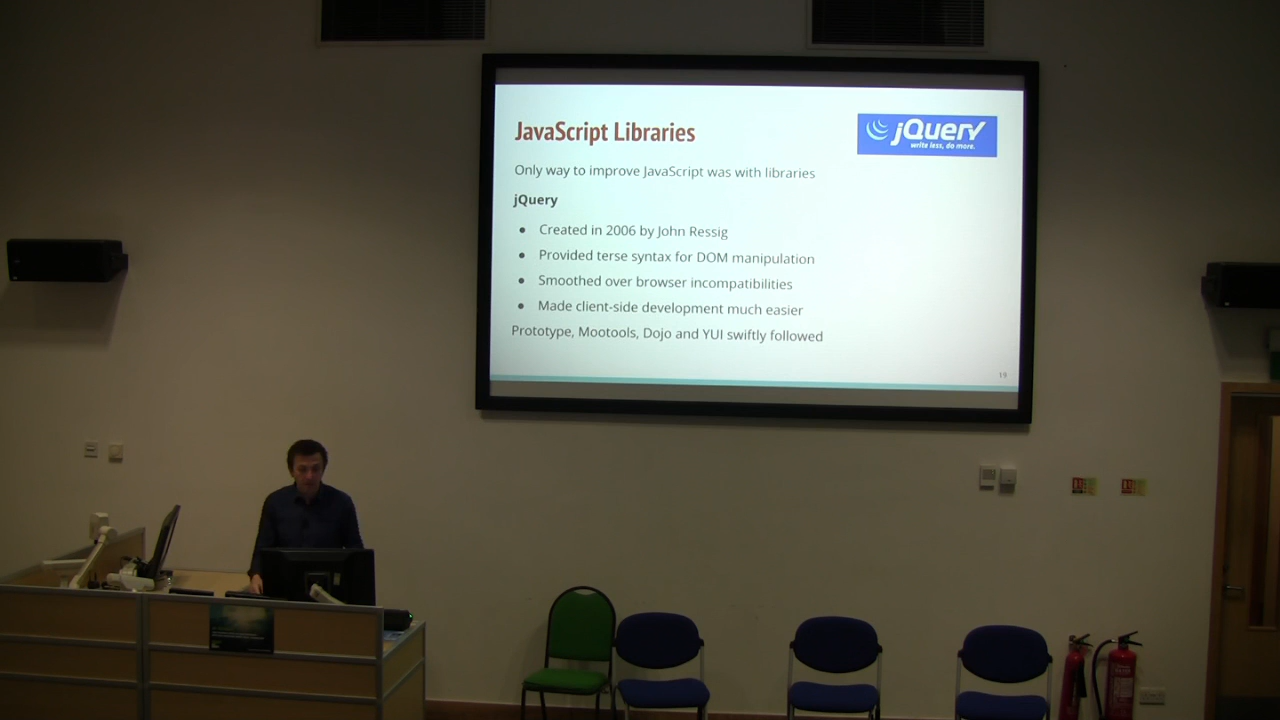 JavaScript Libraries
jQuery
write less, do more.
Only way to improve JavaScript was with libraries
jQuery
● Created in 2006 by John Ressig
● Provided terse syntax for DOM manipulation
● Smoothed over browser incompatibilities
● Made client-side development much easier
Prototype, Mootools, Dojo and YUI swiftly followed
19